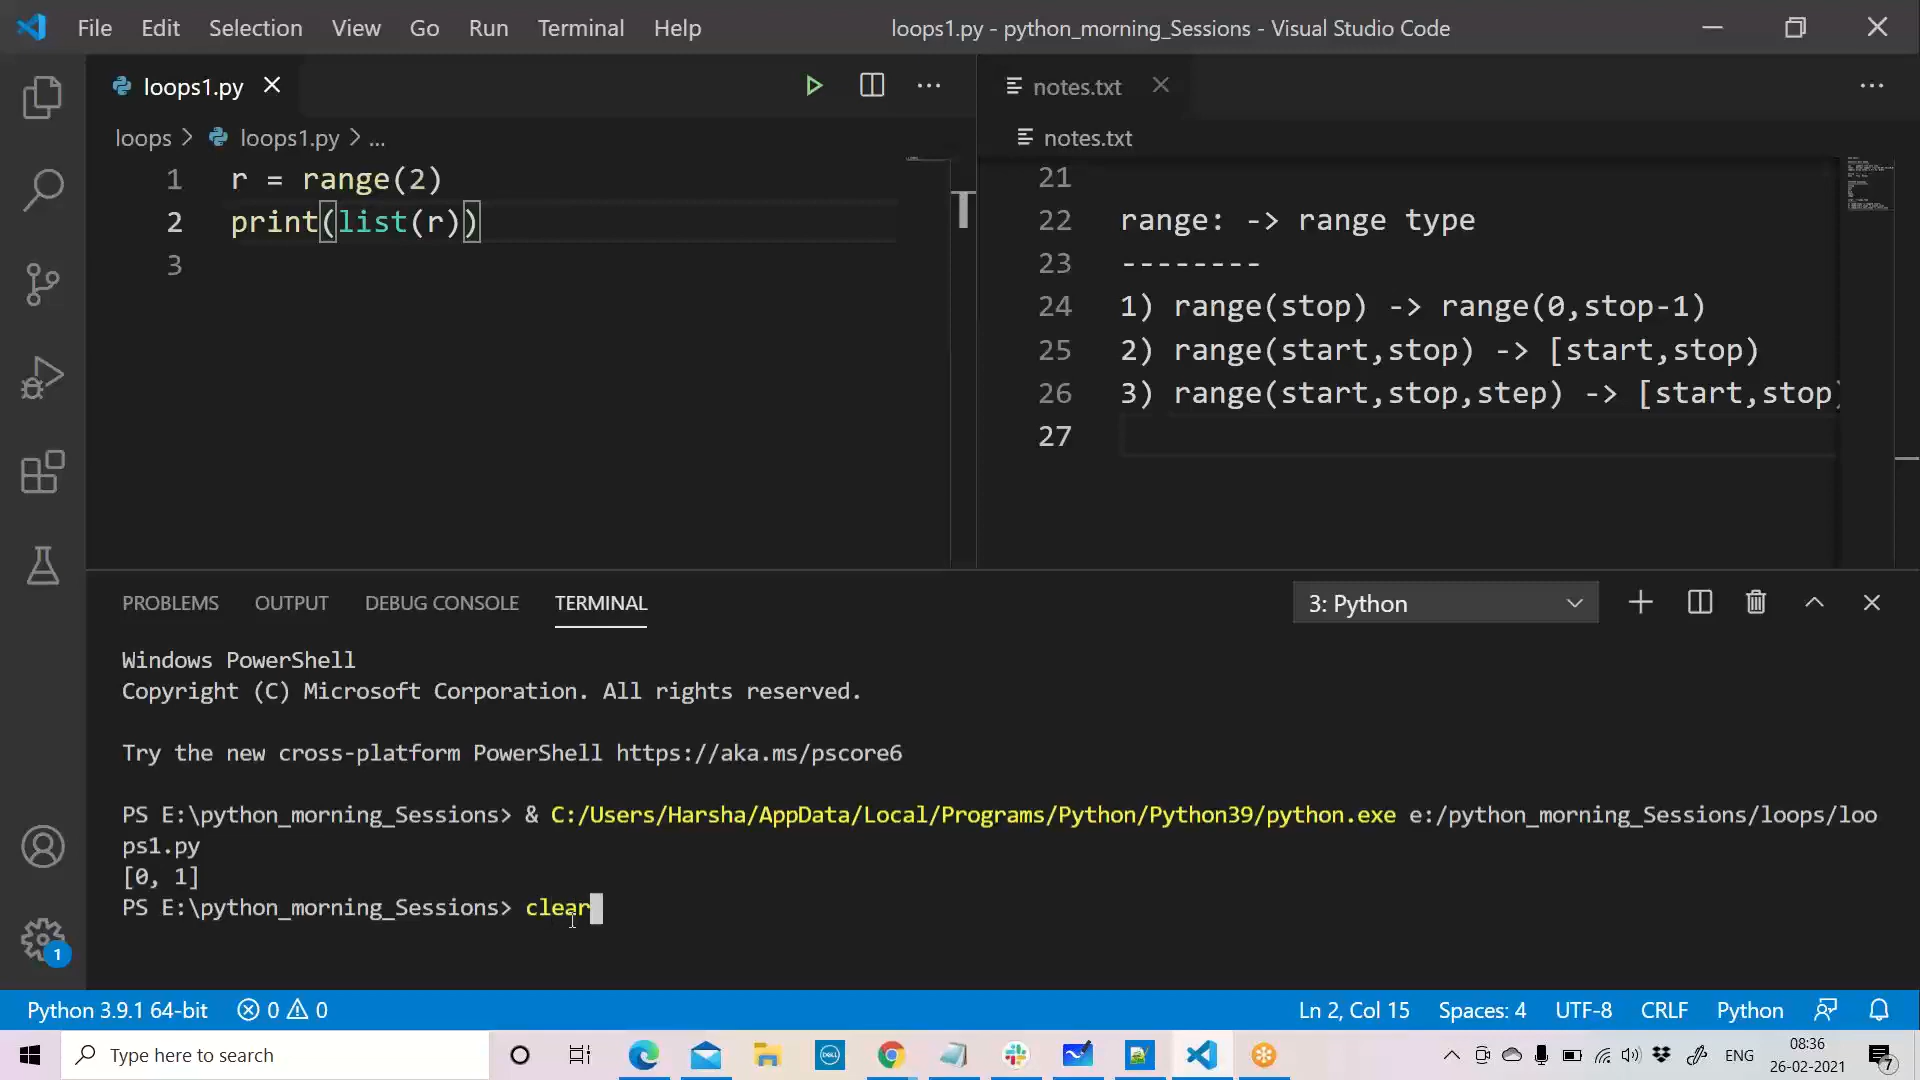 File Edit Selection View Go Run Terminal Help
loops1.py - python_morning_Sessions - Visual Studio Code
loops1.py
loops > loops1.py > ...
1 r = range(2)
2 print(list(r))
3
notes.txt
notes.txt
21
22 range: -> range type
23 --------
24 1) range(stop) -> range(0,stop-1)
25 2) range(start,stop) -> [start,stop)
26 3) range(start,stop,step) -> [start,stop)
27
PROBLEMS OUTPUT DEBUG CONSOLE TERMINAL
3: Python
Windows PowerShell
Copyright (C) Microsoft Corporation. All rights reserved.
Try the new cross-platform PowerShell https://aka.ms/pscore6
PS E:\python_morning_Sessions> & C:/Users/Harsha/AppData/Local/Programs/Python/Python39/python.exe e:/python_morning_Sessions/loops/loo
ps1.py
[0, 1]
PS E:\python_morning_Sessions> clear
1
Python 3.9.1 64-bit 0 0
Ln 2, Col 15 Spaces: 4 UTF-8 CRLF Python
Type here to search
DELL
ENG
08:36
26-02-2021
7